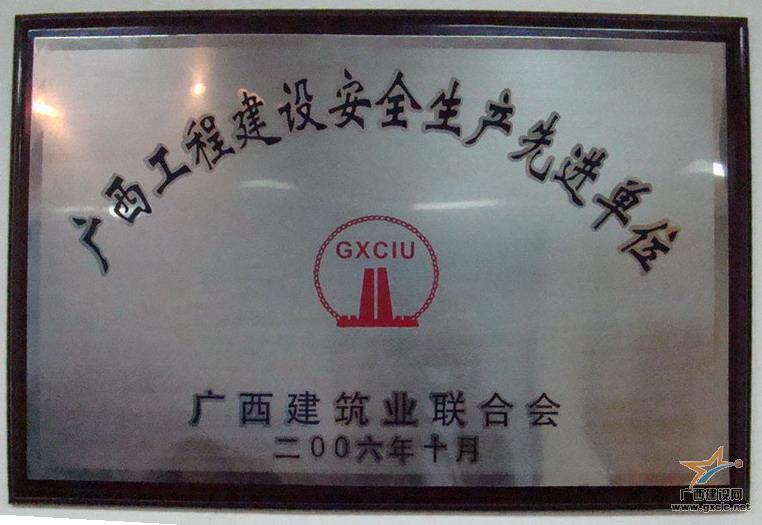 广西工程建设安全生产先进单位
GXCIU
广西建筑业联合会
二00六年十月
广西建设网
www.gxcic.net